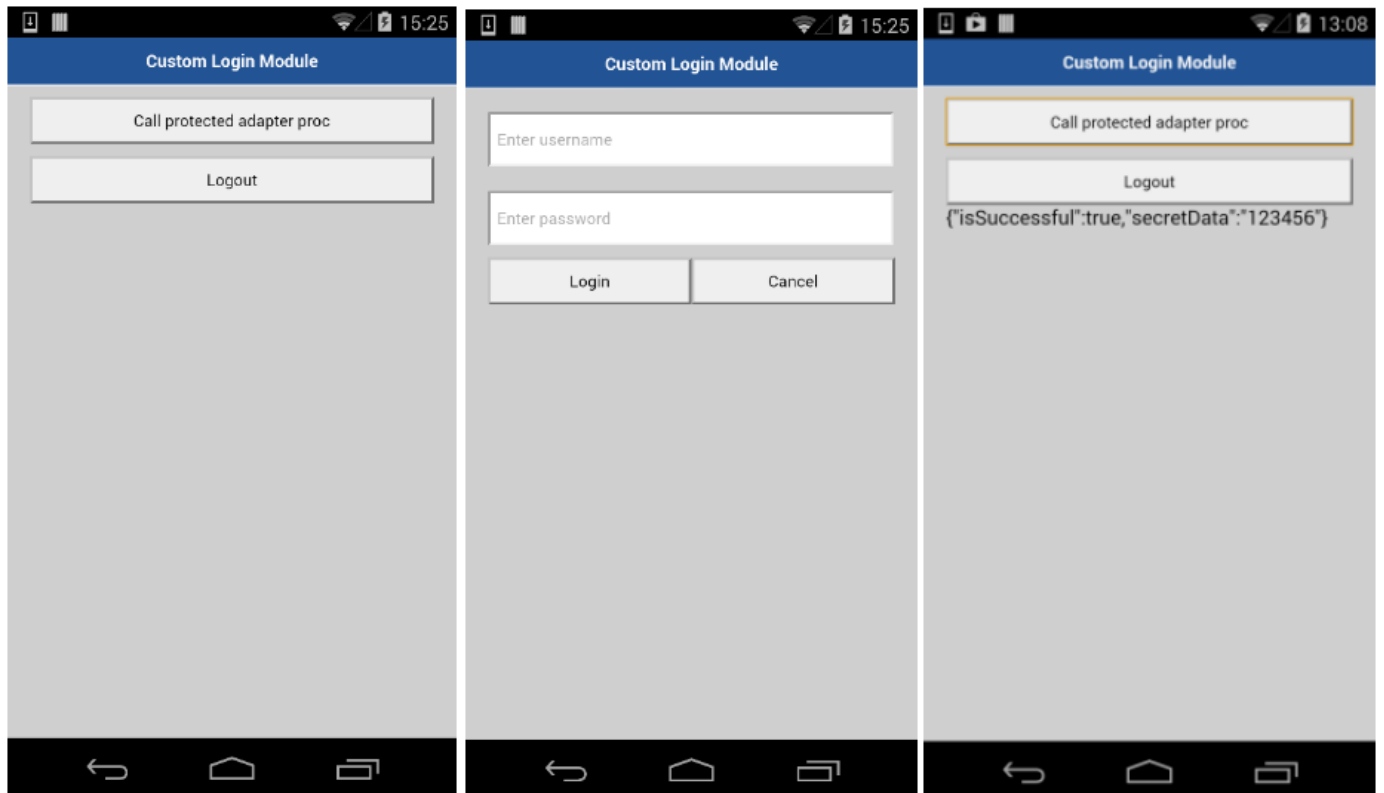 15:25
Custom Login Module
Call protected adapter proc
Logout
15:25
Custom Login Module
Enter username
Enter password
Login Cancel
13:08
Custom Login Module
Call protected adapter proc
Logout
{"isSuccessful":true,"secretData":"123456"}